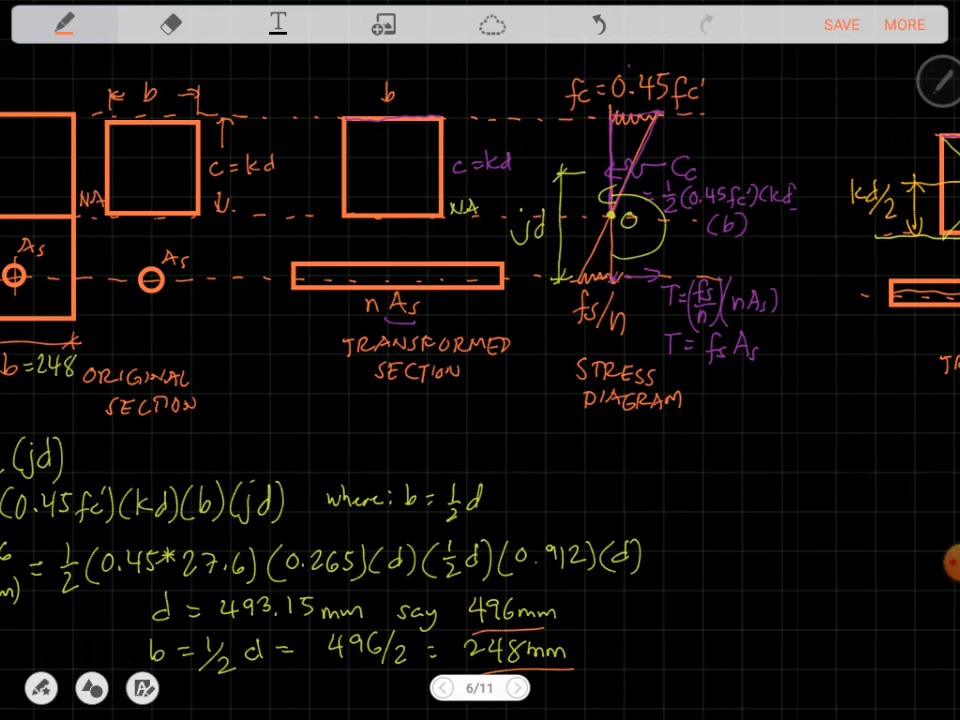 T
SAVE
MORE
b
b
fc = 0.45fc'
c = kd
c = kd
Cc
= 1/2 (0.45fc')(kd
(b)
NA
NA
jd
kd/2
As
As
n As
fs/n
T = (fs/n)(nAs)
T = fs As
TRANSFORMED
SECTION
b = 248
ORIGINAL
SECTION
STRESS
DIAGRAM
(jd)
(0.45fc')(kd)(b)(jd) where: b = 1/2 d
= 1/2 (0.45*27.6)(0.265)(d)(1/2 d)(0.912)(d)
m)
d = 493.15mm say 496mm
b = 1/2 d = 496/2 = 248mm
6/11